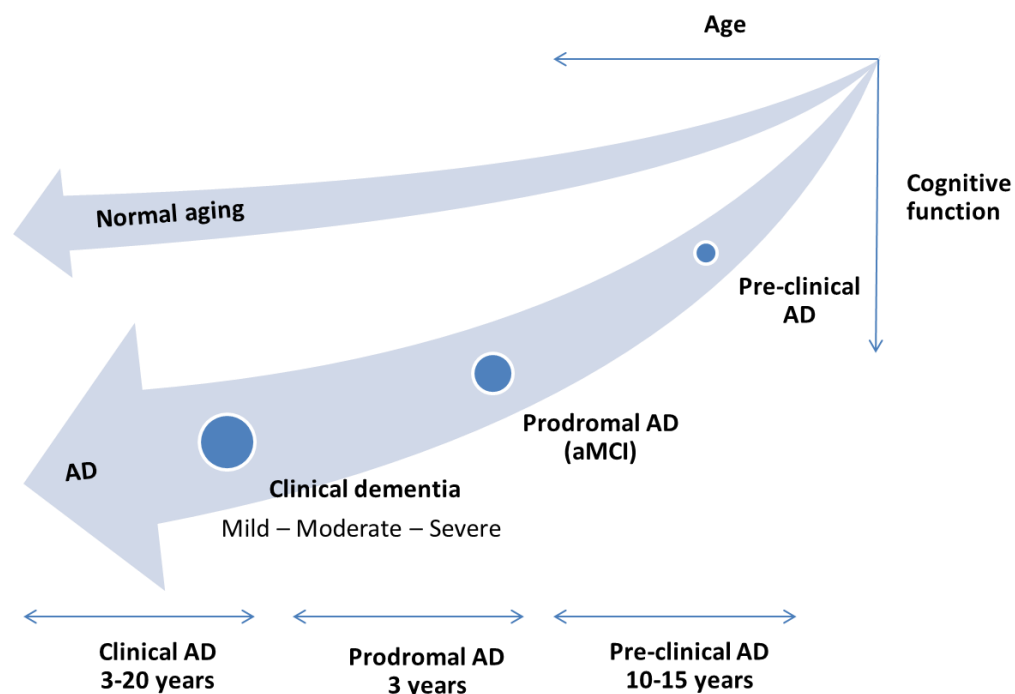 Age
Cognitive
function
Normal aging
Pre-clinical
AD
Prodromal AD
(aMCI)
AD
Clinical dementia
Mild – Moderate – Severe
Clinical AD
3-20 years
Prodromal AD
3 years
Pre-clinical AD
10-15 years